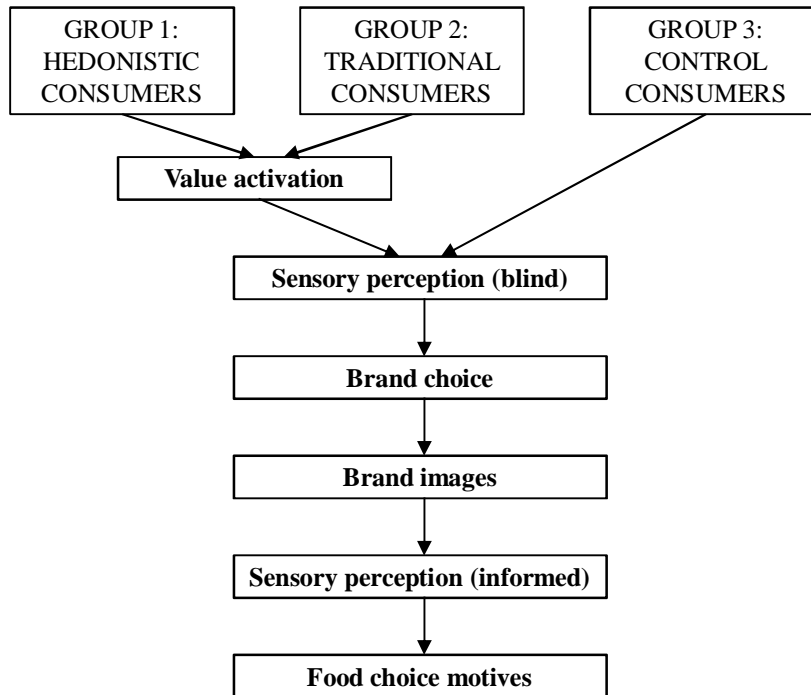 GROUP 1:
HEDONISTIC
CONSUMERS
GROUP 2:
TRADITIONAL
CONSUMERS
GROUP 3:
CONTROL
CONSUMERS
Value activation
Sensory perception (blind)
Brand choice
Brand images
Sensory perception (informed)
Food choice motives